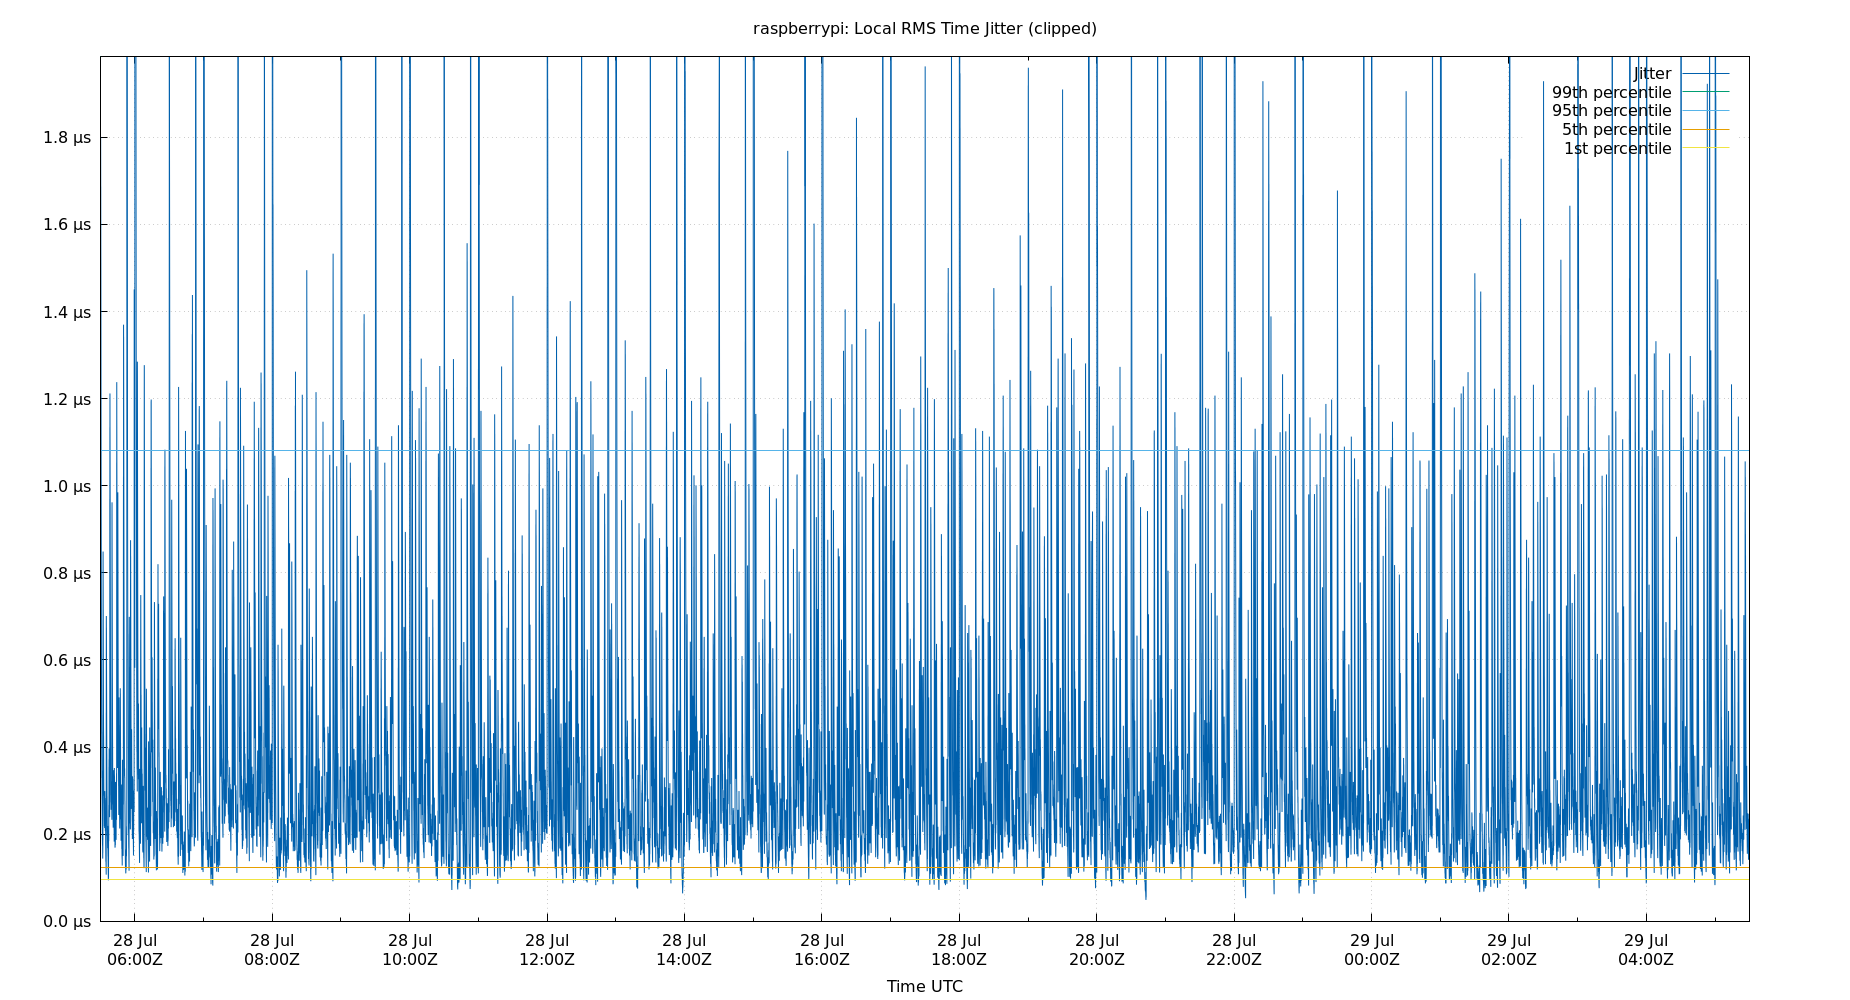 raspberrypi: Local RMS Time Jitter (clipped)
Jitter
99th percentile
95th percentile
5th percentile
1st percentile
1.8 µs
1.6 µs
1.4 µs
1.2 µs
1.0 µs
0.8 µs
0.6 µs
0.4 µs
0.2 µs
0.0 µs
28 Jul 28 Jul 28 Jul 28 Jul 28 Jul 28 Jul 28 Jul 28 Jul 28 Jul 29 Jul 29 Jul 29 Jul
06:00Z 08:00Z 10:00Z 12:00Z 14:00Z 16:00Z 18:00Z 20:00Z 22:00Z 00:00Z 02:00Z 04:00Z
Time UTC